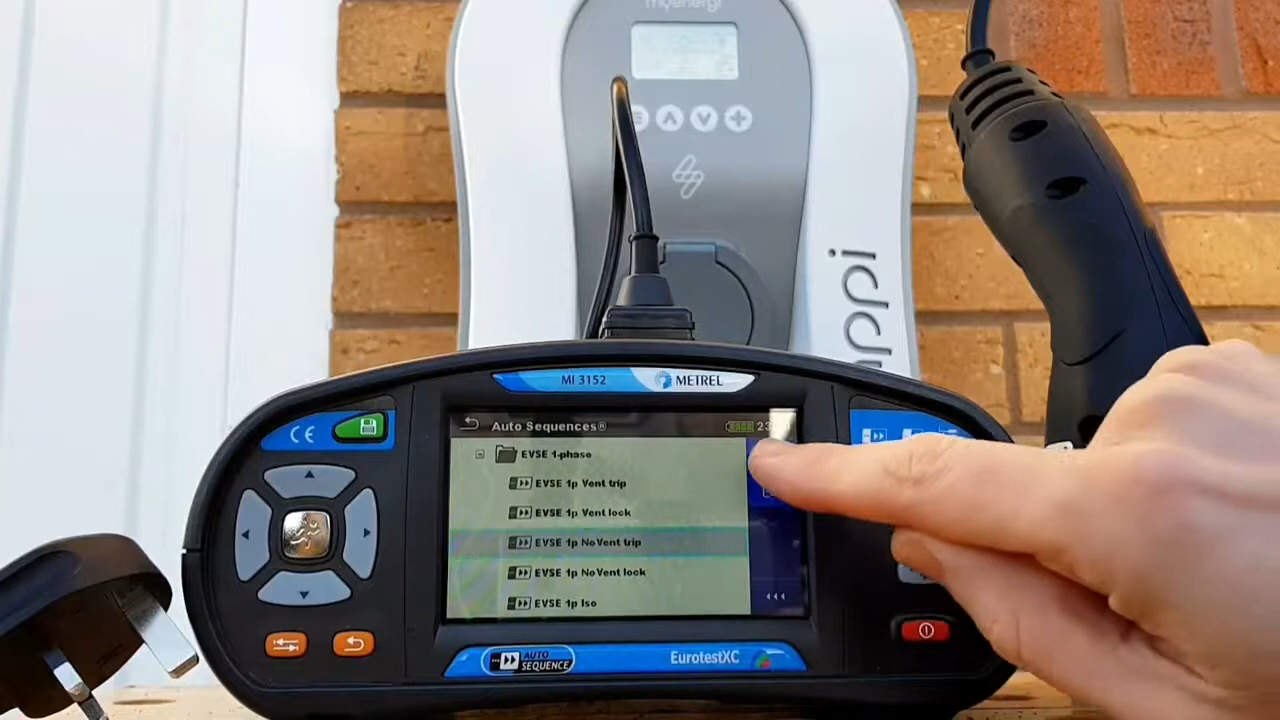 myenergi
zappi
MI 3152
METREL
CE
Auto Sequences®
23
EVSE 1-phase
EVSE 1p Vent trip
EVSE 1p Vent lock
EVSE 1p NoVent trip
EVSE 1p NoVent lock
EVSE 1p Iso
AUTO
SEQUENCE
EurotestXC